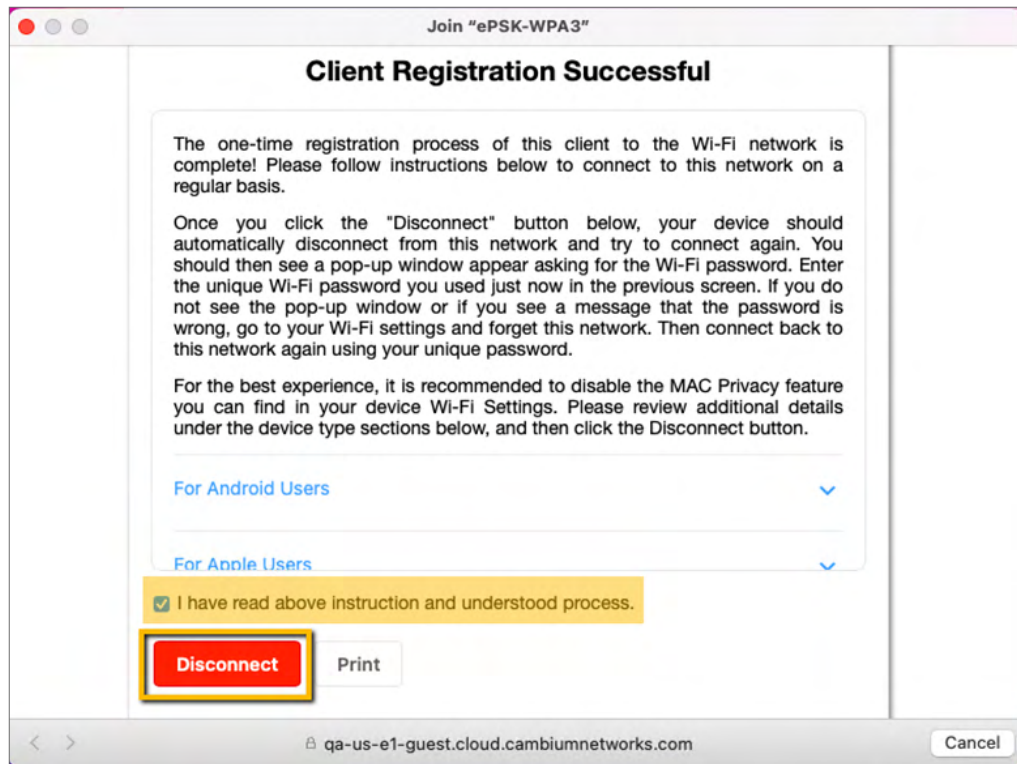 Join “ePSK-WPA3”
Client Registration Successful
The one-time registration process of this client to the Wi-Fi network is
complete! Please follow instructions below to connect to this network on a
regular basis.
Once you click the "Disconnect" button below, your device should
automatically disconnect from this network and try to connect again. You
should then see a pop-up window appear asking for the Wi-Fi password. Enter
the unique Wi-Fi password you used just now in the previous screen. If you do
not see the pop-up window or if you see a message that the password is
wrong, go to your Wi-Fi settings and forget this network. Then connect back to
this network again using your unique password.
For the best experience, it is recommended to disable the MAC Privacy feature
you can find in your device Wi-Fi Settings. Please review additional details
under the device type sections below, and then click the Disconnect button.
For Android Users
For Apple Users
I have read above instruction and understood process.
Disconnect Print
qa-us-e1-guest.cloud.cambiumnetworks.com Cancel